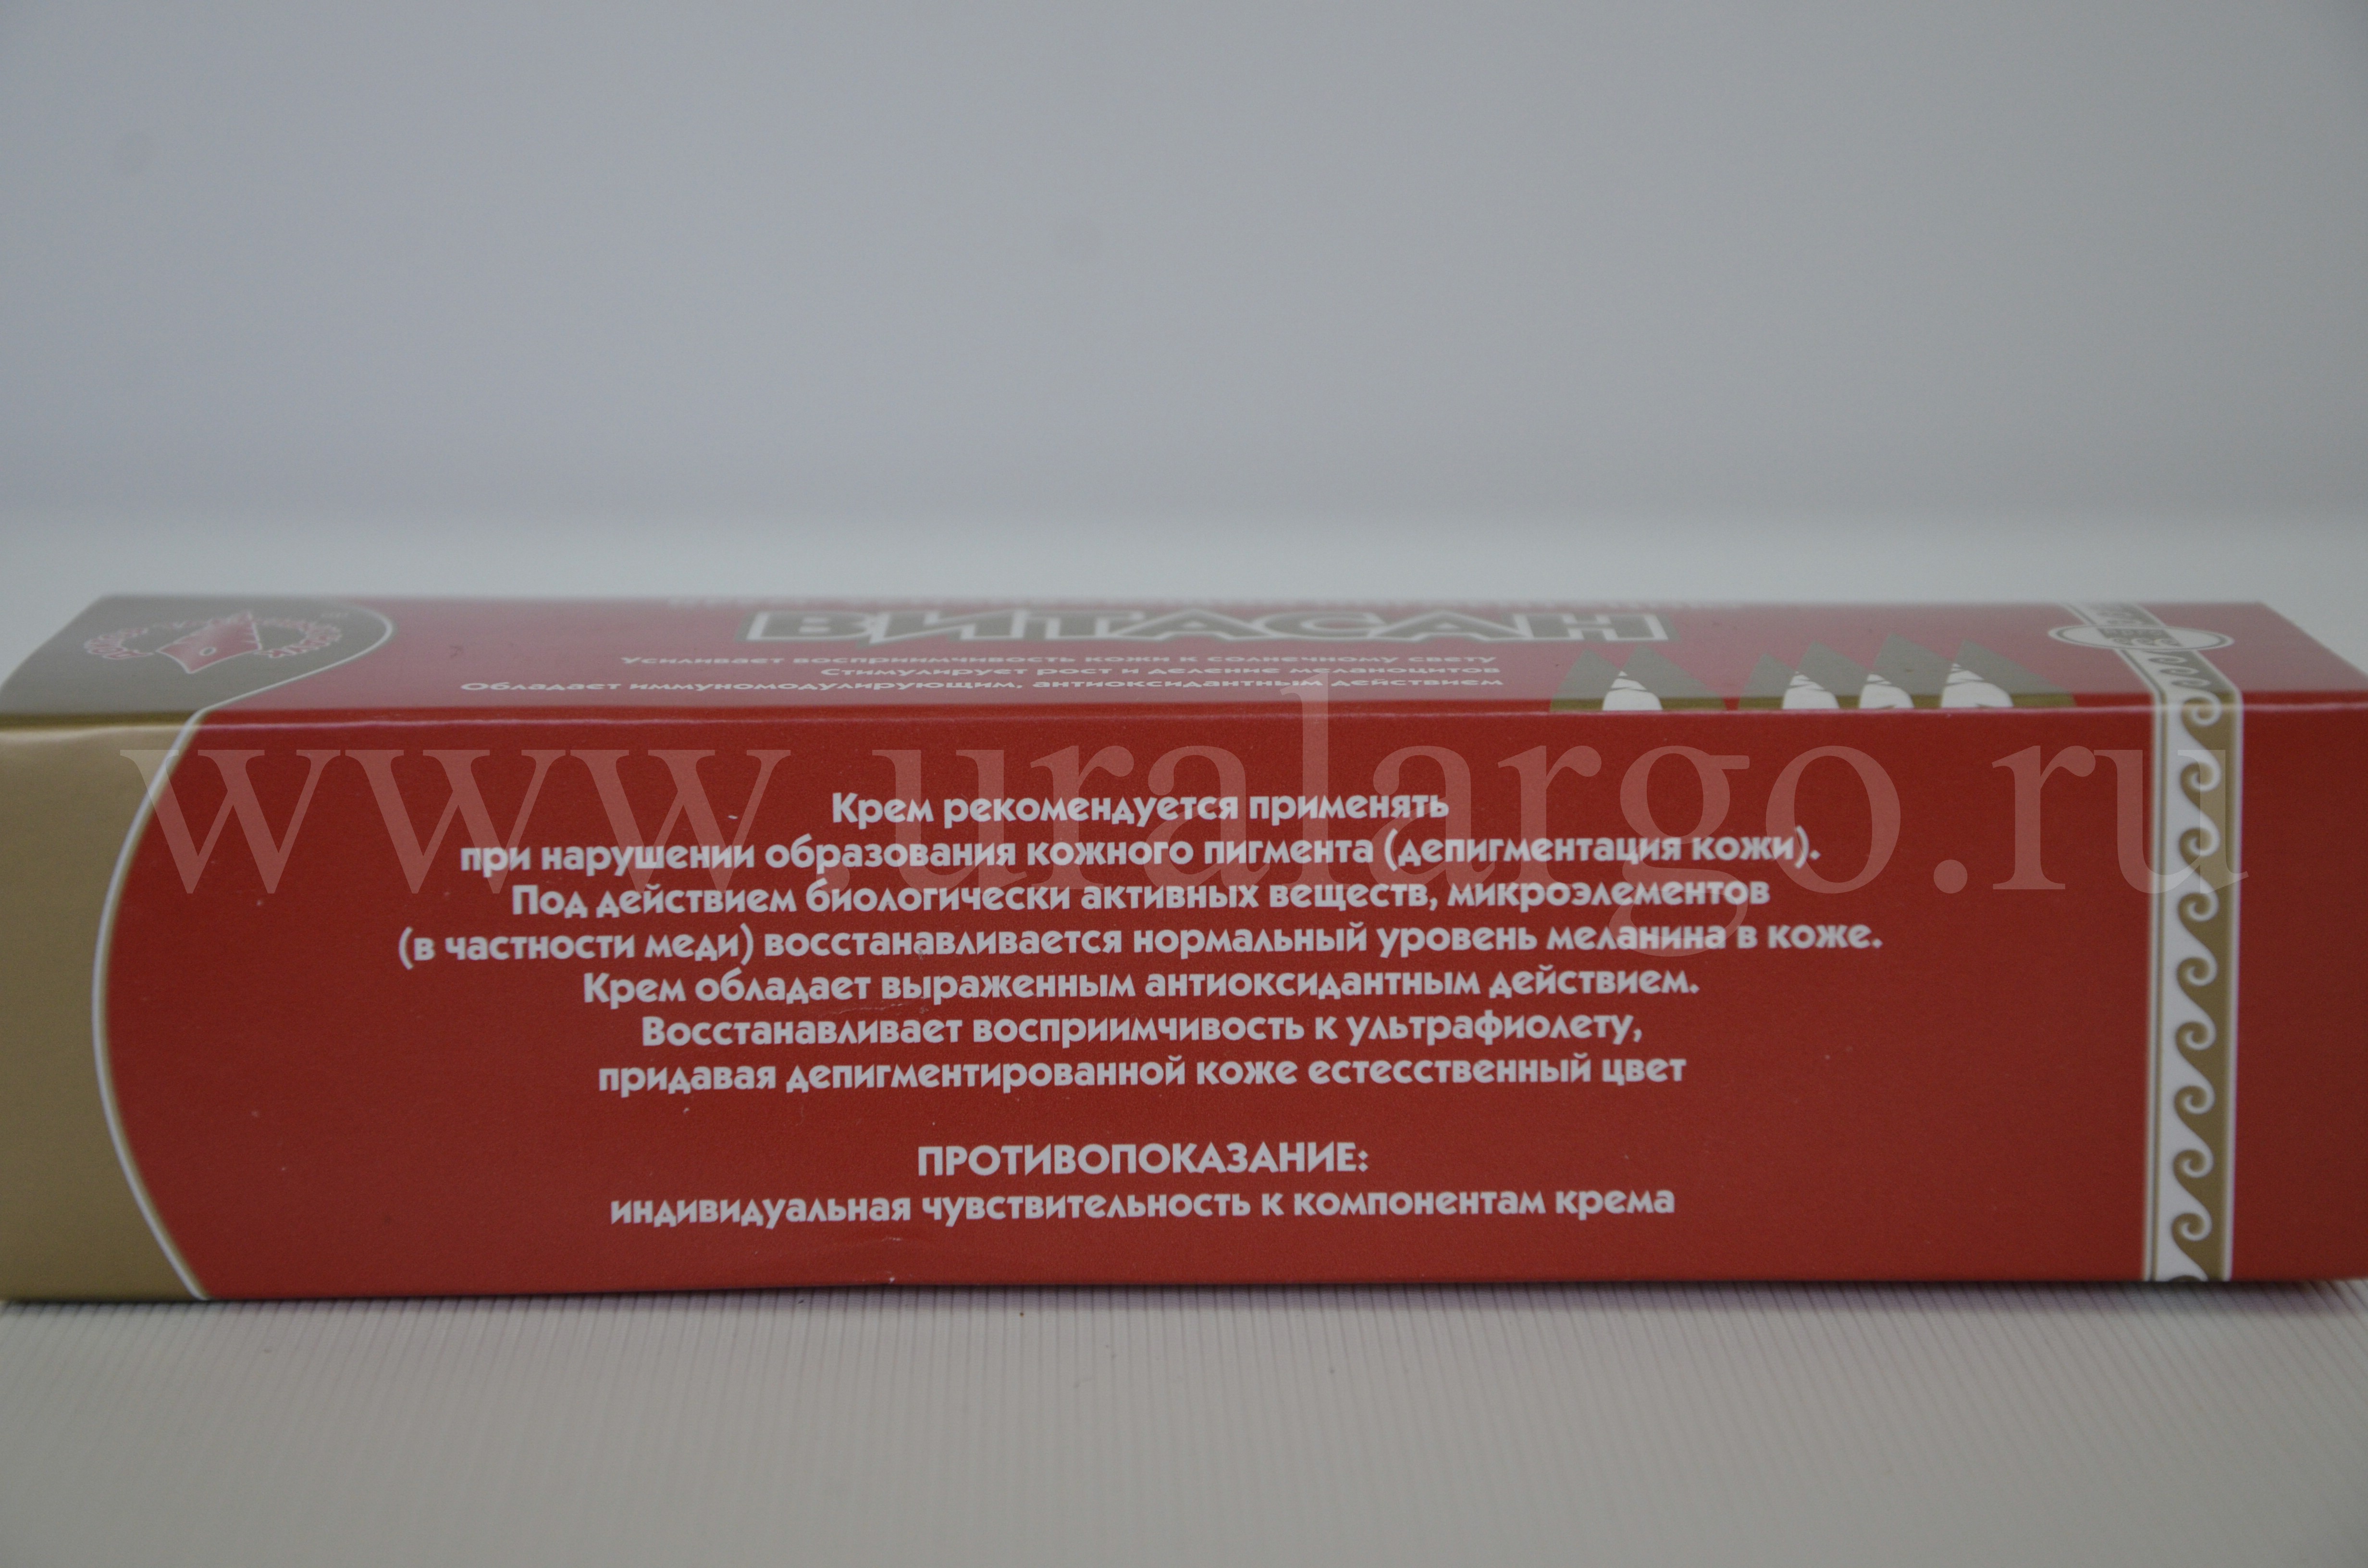 ВИТАСАН
Усиливает восприимчивость кожи к солнечному свету
Стимулирует рост и деление меланоцитов
Обладает иммуномодулирующим, антиоксидантным действием
www.uralargo.ru
Крем рекомендуется применять
при нарушении образования кожного пигмента (депигментация кожи).
Под действием биологически активных веществ, микроэлементов
(в частности меди) восстанавливается нормальный уровень меланина в коже.
Крем обладает выраженным антиоксидантным действием.
Восстанавливает восприимчивость к ультрафиолету,
придавая депигментированной коже естесственный цвет
ПРОТИВОПОКАЗАНИЕ:
индивидуальная чувствительность к компонентам крема